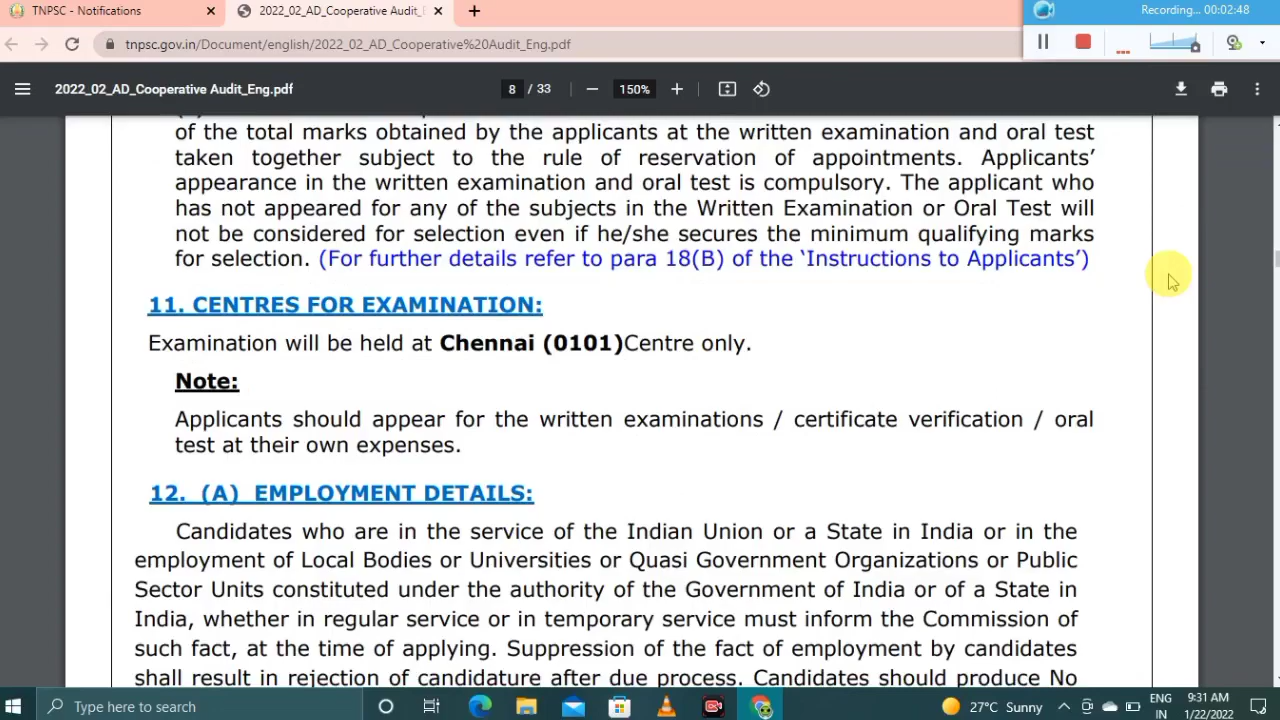 TNPSC - Notifications
2022_02_AD_Cooperative Audit_
Recording... 00:02:48
tnpsc.gov.in/Document/english/2022_02_AD_Cooperative%20Audit_Eng.pdf
2022_02_AD_Cooperative Audit_Eng.pdf
8 / 33
150%
of the total marks obtained by the applicants at the written examination and oral test
taken together subject to the rule of reservation of appointments. Applicants’
appearance in the written examination and oral test is compulsory. The applicant who
has not appeared for any of the subjects in the Written Examination or Oral Test will
not be considered for selection even if he/she secures the minimum qualifying marks
for selection. (For further details refer to para 18(B) of the ‘Instructions to Applicants’)
11. CENTRES FOR EXAMINATION:
Examination will be held at Chennai (0101)Centre only.
Note:
Applicants should appear for the written examinations / certificate verification / oral
test at their own expenses.
12. (A) EMPLOYMENT DETAILS:
Candidates who are in the service of the Indian Union or a State in India or in the
employment of Local Bodies or Universities or Quasi Government Organizations or Public
Sector Units constituted under the authority of the Government of India or of a State in
India, whether in regular service or in temporary service must inform the Commission of
such fact, at the time of applying. Suppression of the fact of employment by candidates
shall result in rejection of candidature after due process. Candidates should produce No
Type here to search
27°C Sunny
ENG
IN
9:31 AM
1/22/2022